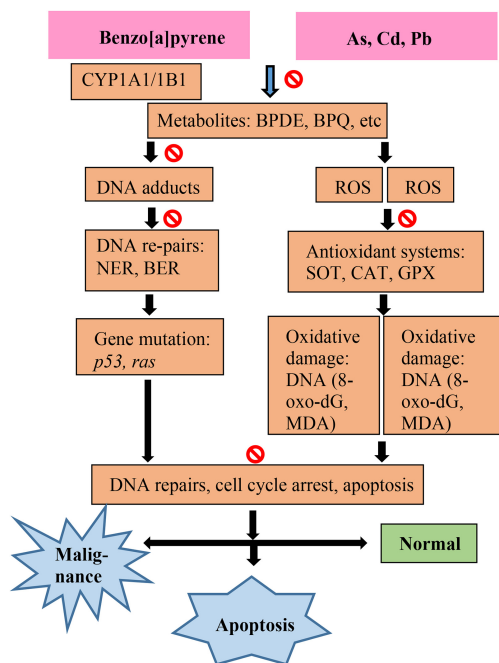 Benzo[a]pyrene
As, Cd, Pb
CYP1A1/1B1
Metabolites: BPDE, BPQ, etc
DNA adducts
ROS
ROS
DNA re-pairs:
NER, BER
Antioxidant systems:
SOT, CAT, GPX
Gene mutation:
p53, ras
Oxidative
damage:
DNA (8-
oxo-dG,
MDA)
Oxidative
damage:
DNA (8-
oxo-dG,
MDA)
DNA repairs, cell cycle arrest, apoptosis
Malig-
nance
Normal
Apoptosis